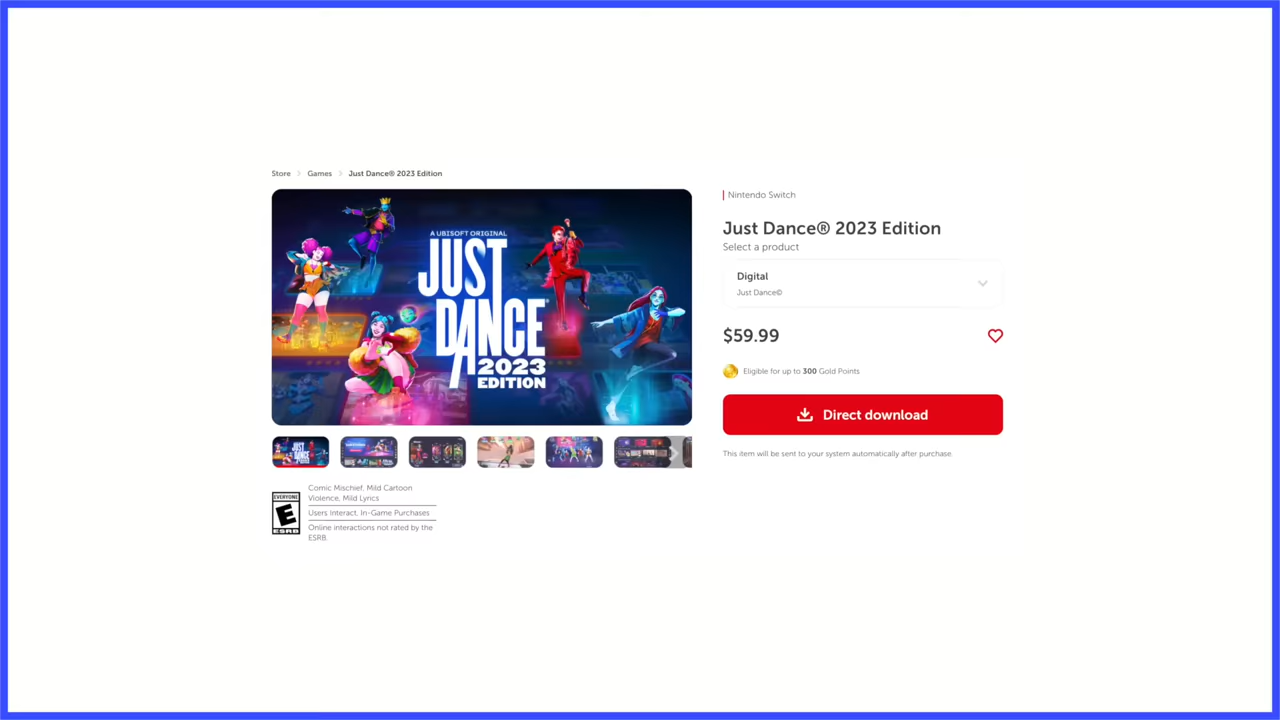 Store > Games > Just Dance® 2023 Edition
A UBISOFT ORIGINAL
JUST
DANCE
2023
EDITION
EVERYONE
E
ESRB
Comic Mischief, Mild Cartoon
Violence, Mild Lyrics
Users Interact, In-Game Purchases
Online interactions not rated by the
ESRB.
Nintendo Switch
Just Dance® 2023 Edition
Select a product
Digital
Just Dance©
$59.99
Eligible for up to 300 Gold Points
Direct download
This item will be sent to your system automatically after purchase